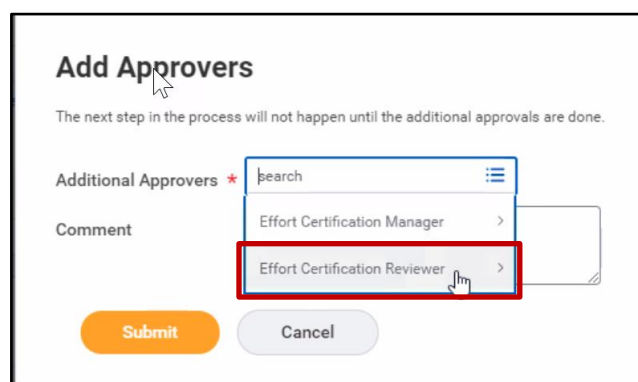 Add Approvers
The next step in the process will not happen until the additional approvals are done.
Additional Approvers *
search
Effort Certification Manager
Comment
Effort Certification Reviewer
Submit
Cancel